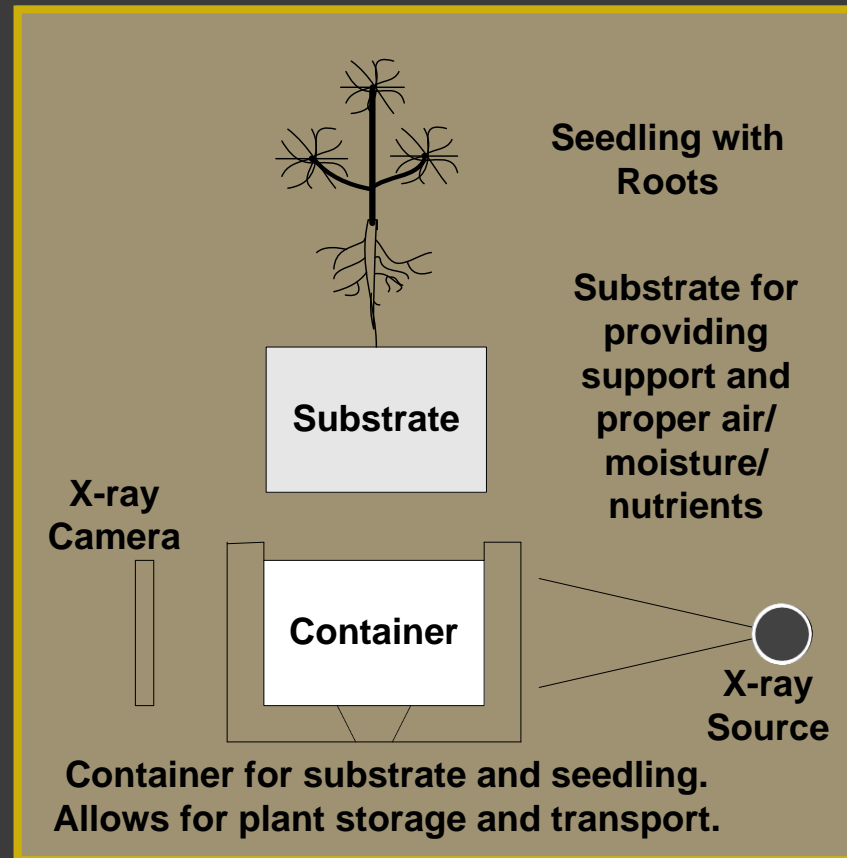 Seedling with
Roots
Substrate for
providing
support and
proper air/
moisture/
nutrients
Substrate
X-ray
Camera
Container
X-ray
Source
Container for substrate and seedling.
Allows for plant storage and transport.